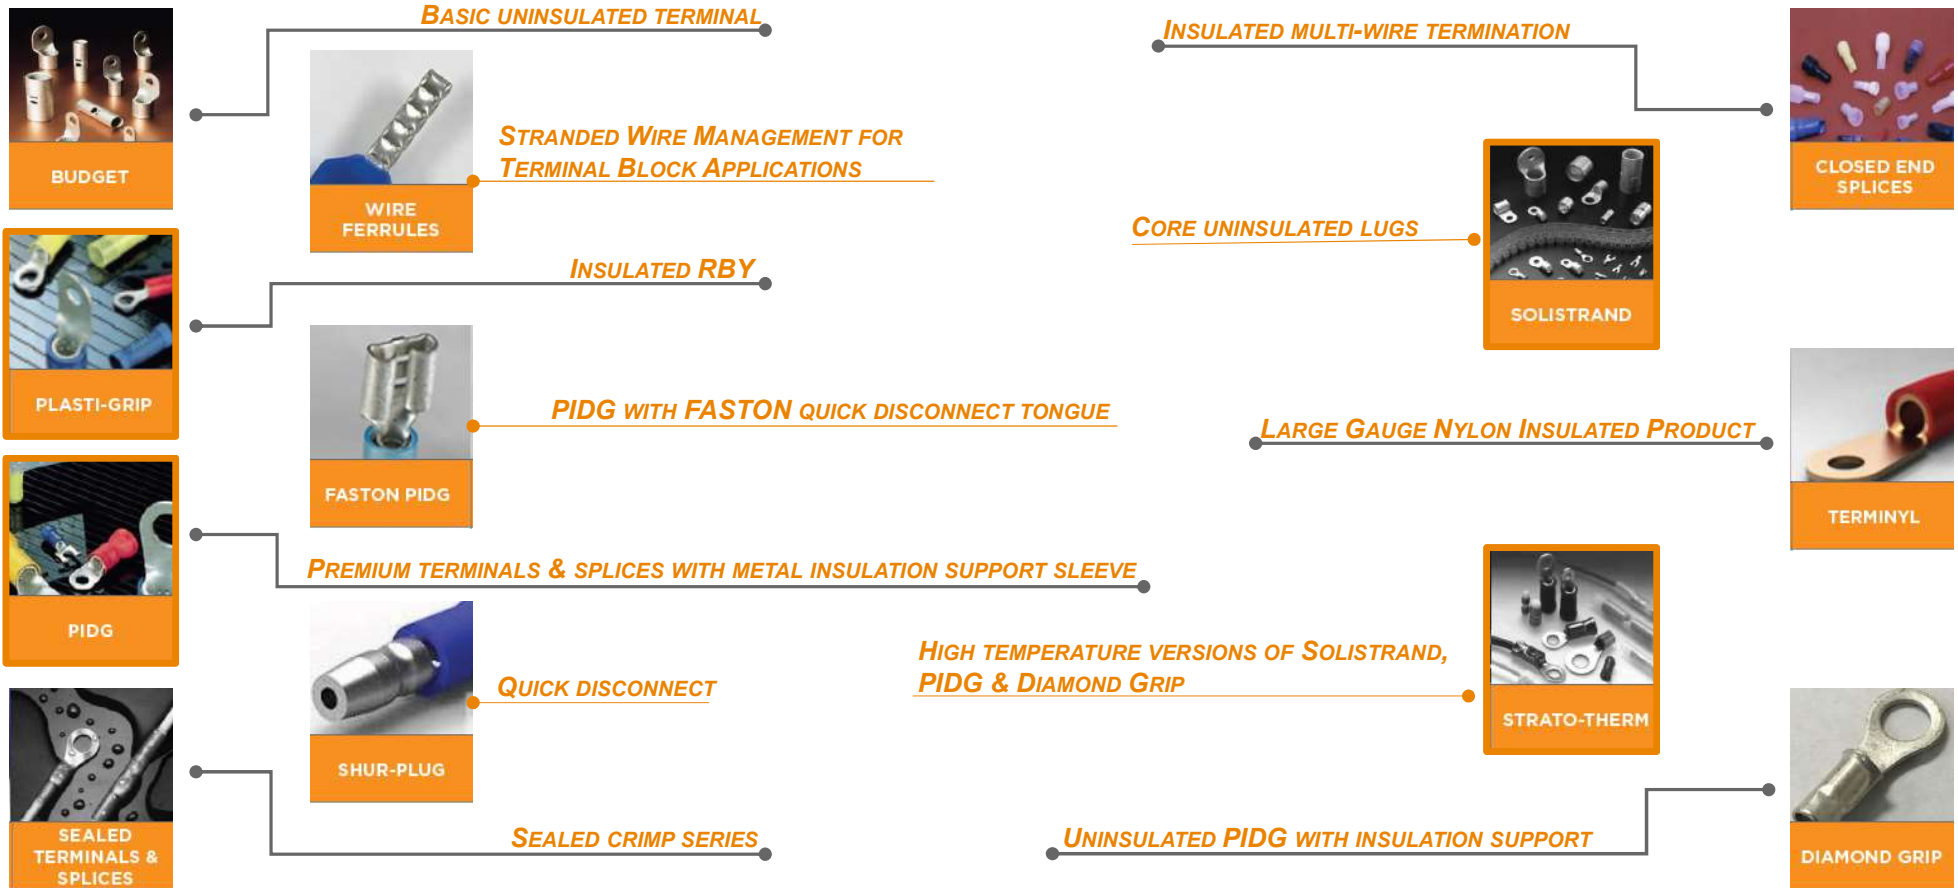 BASIC UNINSULATED TERMINAL
BUDGET
STRANDED WIRE MANAGEMENT FOR
TERMINAL BLOCK APPLICATIONS
WIRE
FERRULES
INSULATED RBY
PLASTI-GRIP
PIDG WITH FASTON QUICK DISCONNECT TONGUE
FASTON PIDG
PREMIUM TERMINALS & SPLICES WITH METAL INSULATION SUPPORT SLEEVE
PIDG
QUICK DISCONNECT
SHUR-PLUG
SEALED CRIMP SERIES
SEALED
TERMINALS &
SPLICES
INSULATED MULTI-WIRE TERMINATION
CLOSED END
SPLICES
CORE UNINSULATED LUGS
SOLISTRAND
LARGE GAUGE NYLON INSULATED PRODUCT
TERMINYL
HIGH TEMPERATURE VERSIONS OF SOLISTRAND,
PIDG & DIAMOND GRIP
STRATO-THERM
UNINSULATED PIDG WITH INSULATION SUPPORT
DIAMOND GRIP